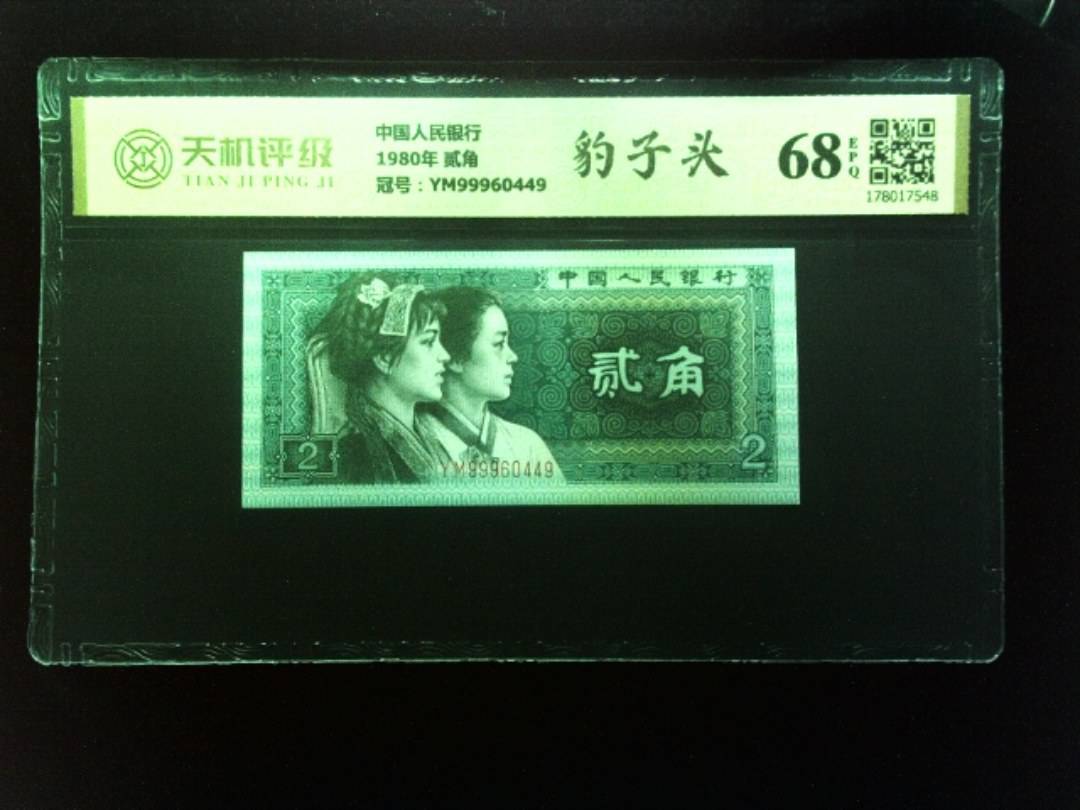 天机评级
TIAN JI PING JI
中国人民银行
1980年 贰角
冠号：YM99960449
豹子头
68
EPQ
178017548
中国人民银行
贰角
2
YM99960449
2